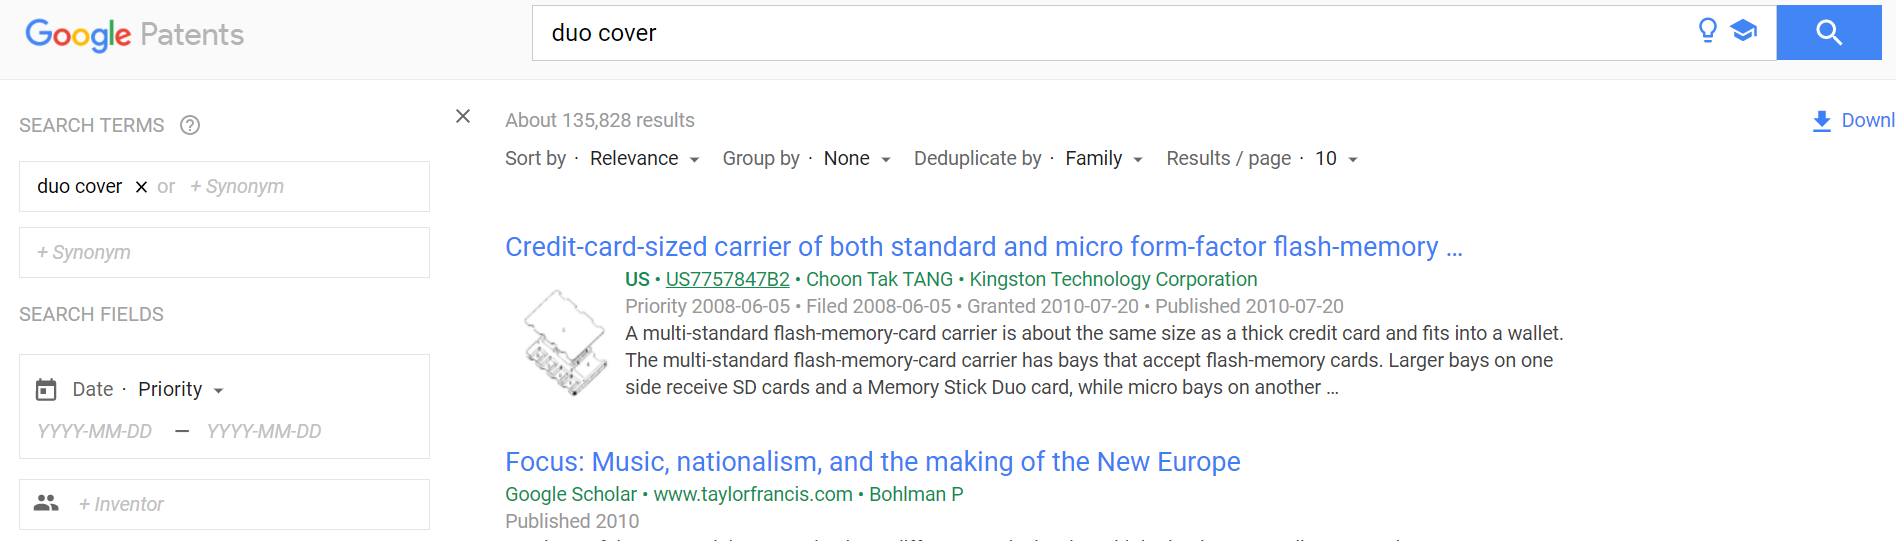 Google Patents
duo cover
SEARCH TERMS
duo cover × or + Synonym
+ Synonym
SEARCH FIELDS
Date · Priority
YYYY-MM-DD — YYYY-MM-DD
+ Inventor
About 135,828 results
Downl
Sort by · Relevance Group by · None Deduplicate by · Family Results / page · 10
Credit-card-sized carrier of both standard and micro form-factor flash-memory …
US • US7757847B2 • Choon Tak TANG • Kingston Technology Corporation
Priority 2008-06-05 • Filed 2008-06-05 • Granted 2010-07-20 • Published 2010-07-20
A multi-standard flash-memory-card carrier is about the same size as a thick credit card and fits into a wallet.
The multi-standard flash-memory-card carrier has bays that accept flash-memory cards. Larger bays on one
side receive SD cards and a Memory Stick Duo card, while micro bays on another …
Focus: Music, nationalism, and the making of the New Europe
Google Scholar • www.taylorfrancis.com • Bohlman P
Published 2010